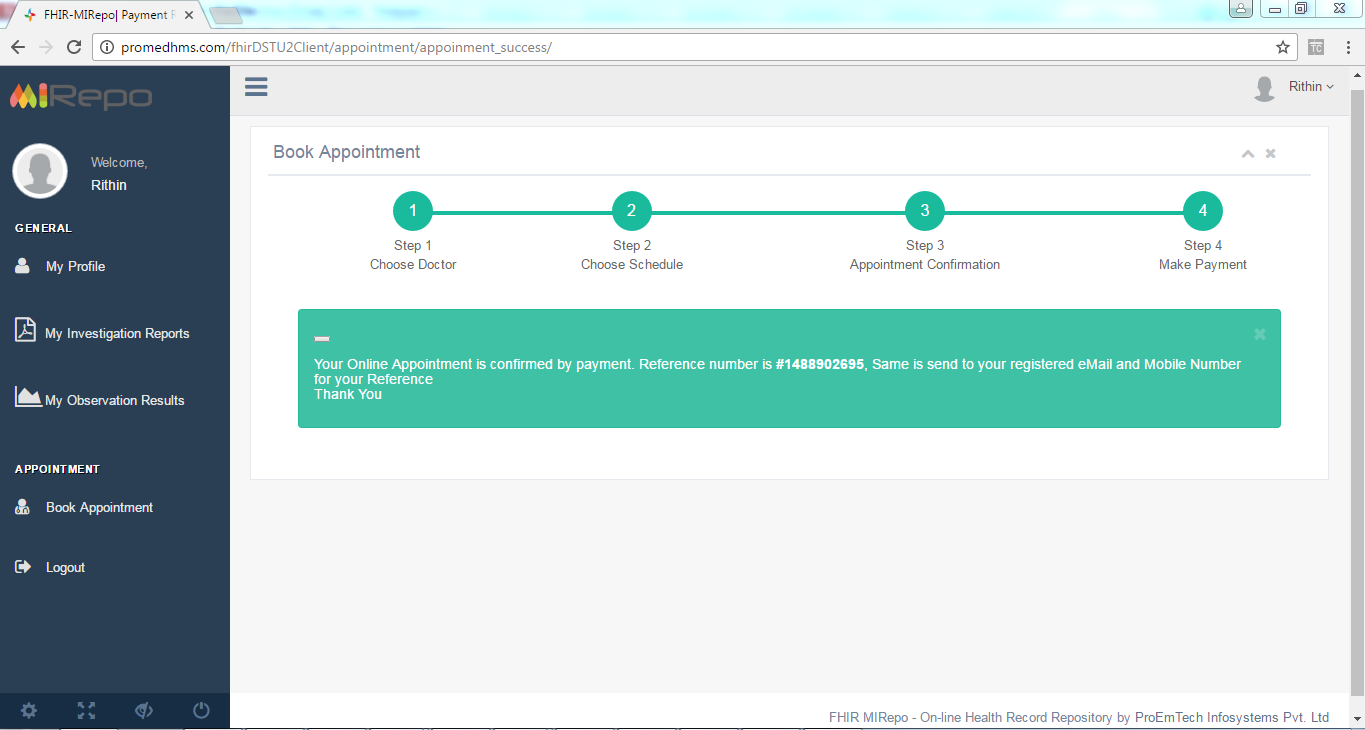 FHIR-MIRepo| Payment R
promedhms.com/fhirDSTU2Client/appointment/appoinment_success/
TC
MIRepo
Rithin
Welcome,
Rithin
GENERAL
My Profile
My Investigation Reports
My Observation Results
APPOINTMENT
Book Appointment
Logout
Book Appointment
1
2
3
4
Step 1
Step 2
Step 3
Step 4
Choose Doctor
Choose Schedule
Appointment Confirmation
Make Payment
Your Online Appointment is confirmed by payment. Reference number is #1488902695, Same is send to your registered eMail and Mobile Number
for your Reference
Thank You
FHIR MIRepo - On-line Health Record Repository by ProEmTech Infosystems Pvt. Ltd